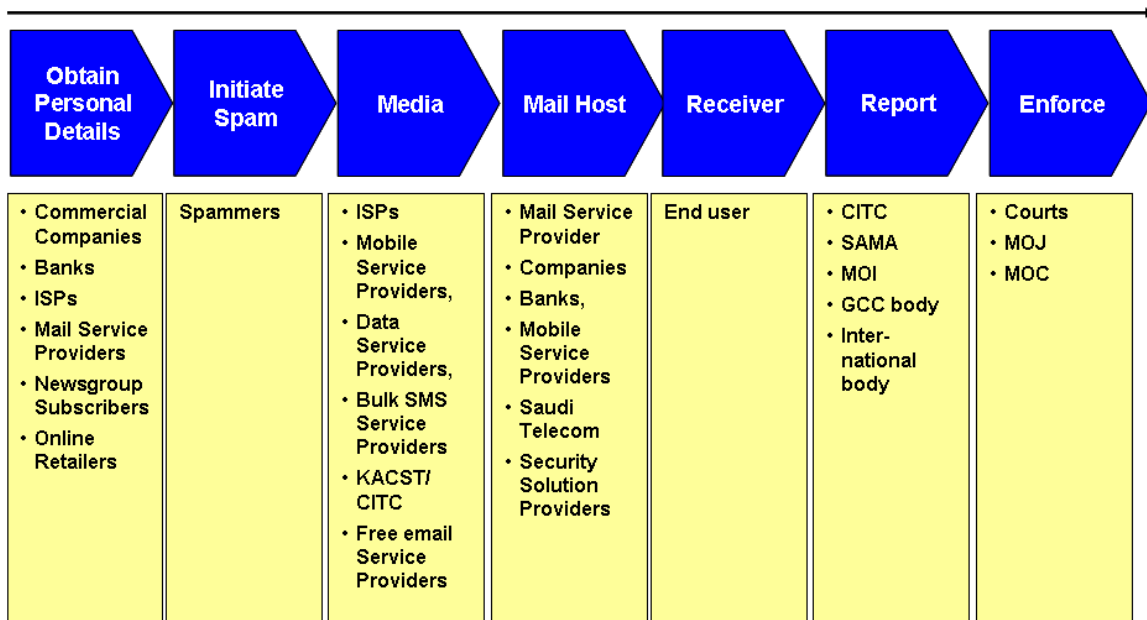 Obtain
Personal
Details
Initiate
Spam
Media
Mail Host
Receiver
Report
Enforce
• Commercial
Companies
• Banks
• ISPs
• Mail Service
Providers
• Newsgroup
Subscribers
• Online
Retailers
Spammers
• ISPs
• Mobile
Service
Providers,
• Data
Service
Providers,
• Bulk SMS
Service
Providers
• KACST/
CITC
• Free email
Service
Providers
• Mail Service
Provider
• Companies
• Banks,
• Mobile
Service
Providers
• Saudi
Telecom
• Security
Solution
Providers
End user
• CITC
• SAMA
• MOI
• GCC body
• Inter-
national
body
• Courts
• MOJ
• MOC